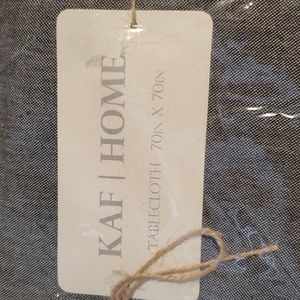 KAF | HOME
TABLECLOTH - 70IN X 70IN